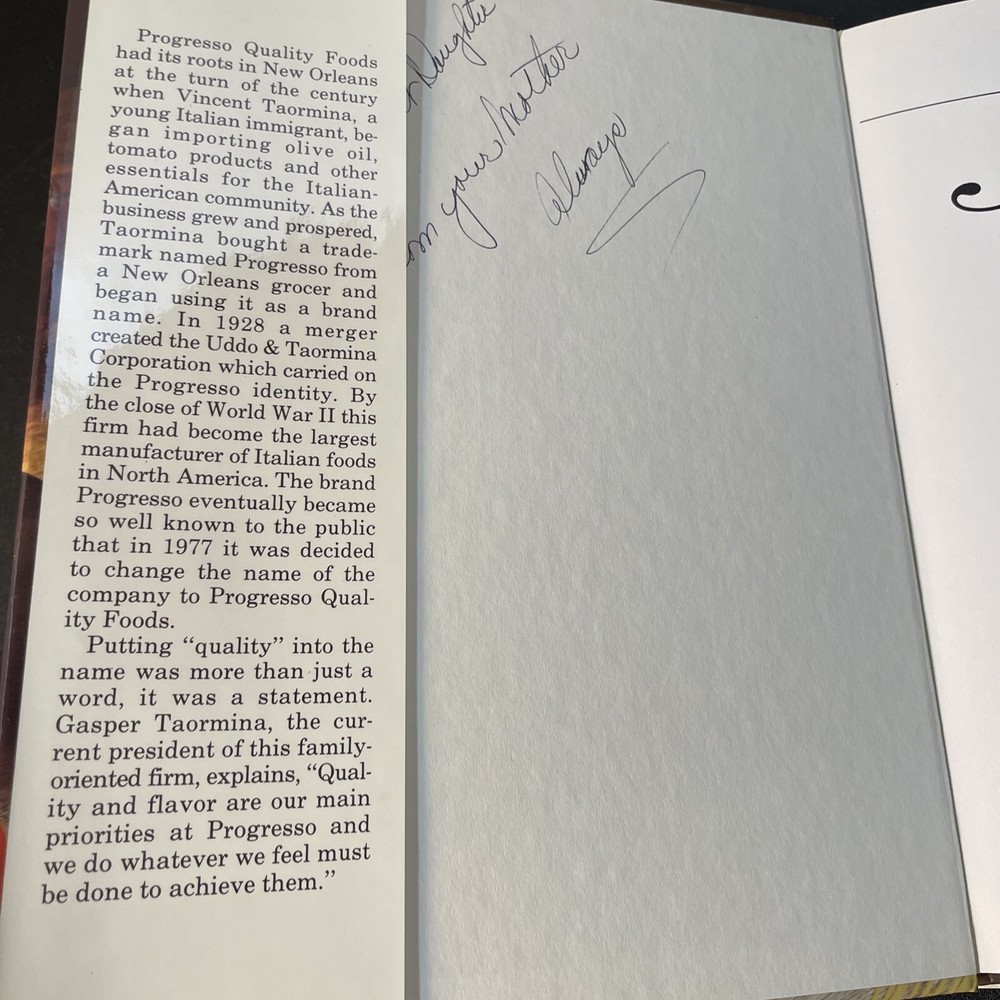 Progresso Quality Foods
had its roots in New Orleans
at the turn of the century
when Vincent Taormina, a
young Italian immigrant, be-
gan importing olive oil,
tomato products and other
essentials for the Italian-
American community. As the
business grew and prospered,
Taormina bought a trade-
mark named Progresso from
a New Orleans grocer and
began using it as a brand
name. In 1928 a merger
created the Uddo & Taormina
Corporation which carried on
the Progresso identity. By
the close of World War II this
firm had become the largest
manufacturer of Italian foods
in North America. The brand
Progresso eventually became
so well known to the public
that in 1977 it was decided
to change the name of the
company to Progresso Qual-
ity Foods.
Putting “quality” into the
name was more than just a
word, it was a statement.
Gasper Taormina, the cur-
rent president of this family-
oriented firm, explains, “Qual-
ity and flavor are our main
priorities at Progresso and
we do whatever we feel must
be done to achieve them.”
Daughter
your Mother
Always